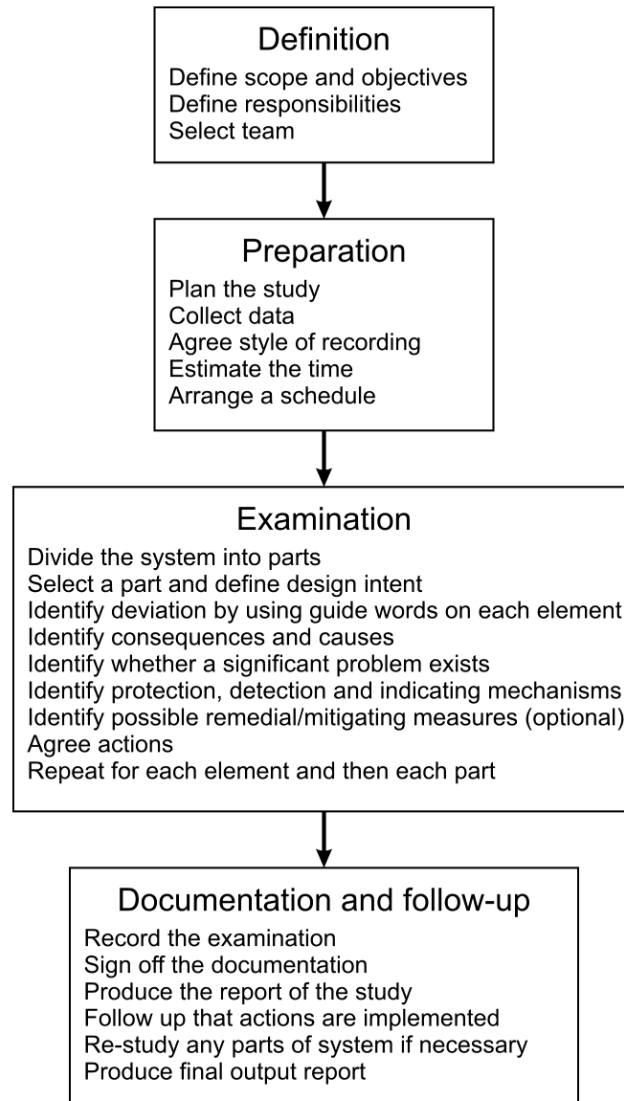 Definition
Define scope and objectives
Define responsibilities
Select team
Preparation
Plan the study
Collect data
Agree style of recording
Estimate the time
Arrange a schedule
Examination
Divide the system into parts
Select a part and define design intent
Identify deviation by using guide words on each element
Identify consequences and causes
Identify whether a significant problem exists
Identify protection, detection and indicating mechanisms
Identify possible remedial/mitigating measures (optional)
Agree actions
Repeat for each element and then each part
Documentation and follow-up
Record the examination
Sign off the documentation
Produce the report of the study
Follow up that actions are implemented
Re-study any parts of system if necessary
Produce final output report